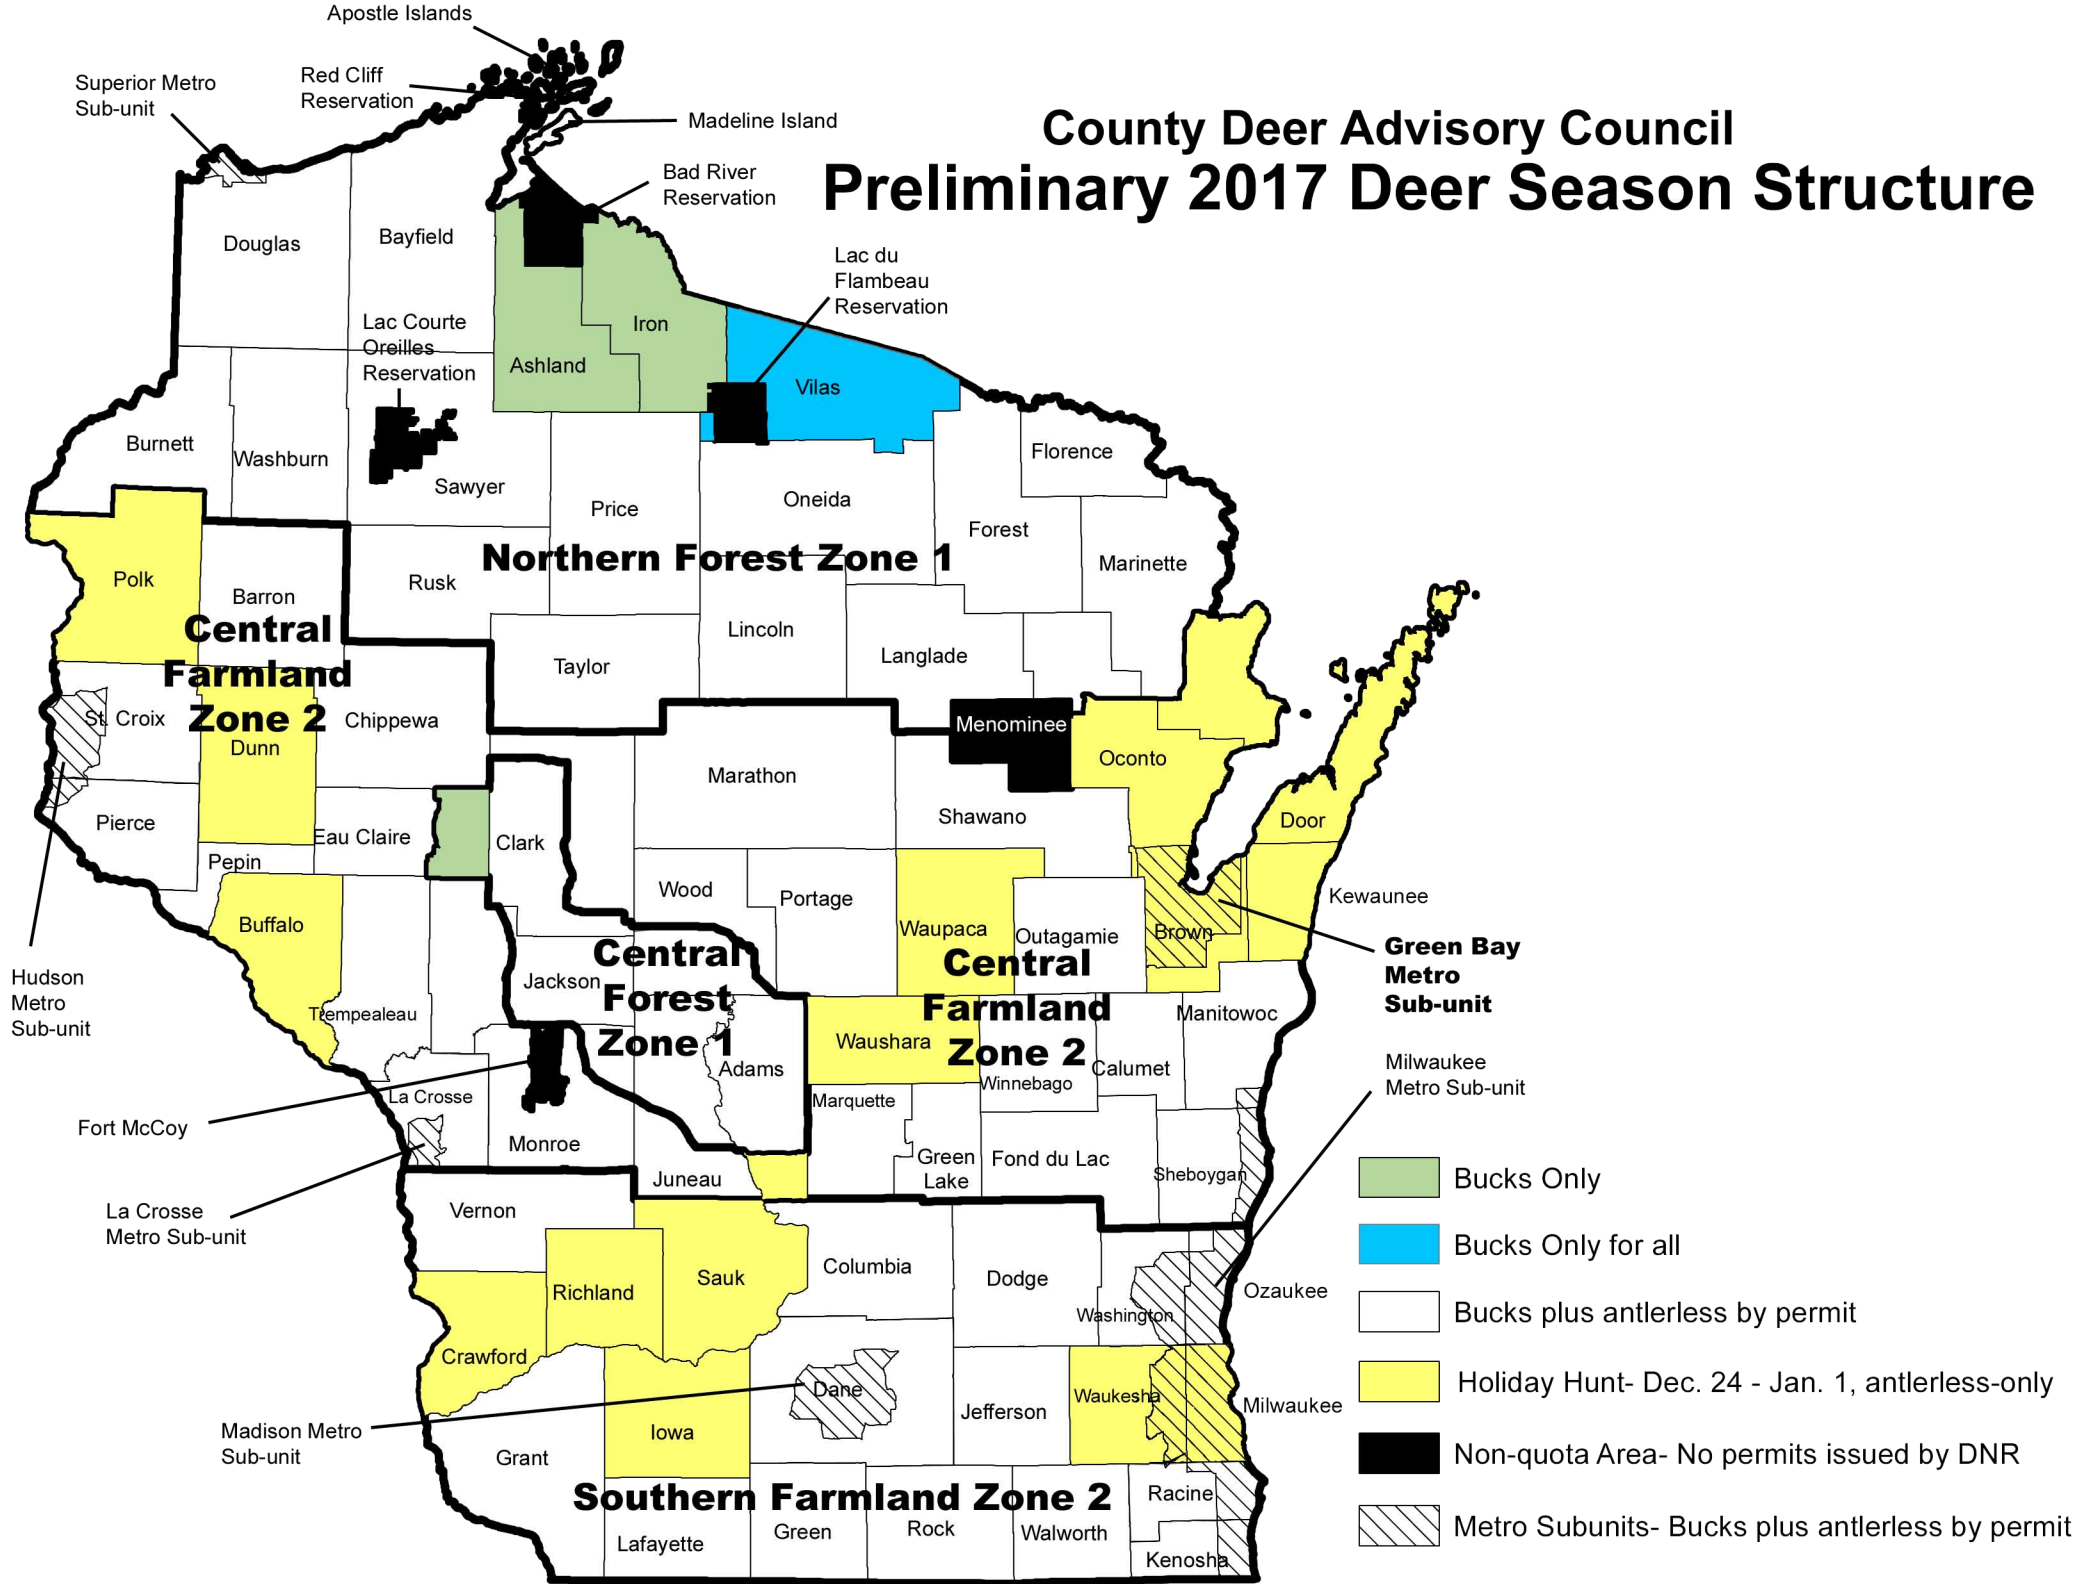 Apostle Islands
Red Cliff
Reservation
Superior Metro
Sub-unit
Madeline Island
County Deer Advisory Council
Preliminary 2017 Deer Season Structure
Bad River
Reservation
Douglas
Bayfield
Lac du
Flambeau
Reservation
Lac Courte
Oreilles
Reservation
Iron
Ashland
Vilas
Burnett
Washburn
Sawyer
Florence
Price
Oneida
Forest
Northern Forest Zone 1
Marinette
Polk
Barron
Rusk
Central
Farmland
Zone 2
Lincoln
Taylor
Langlade
St. Croix
Chippewa
Dunn
Menominee
Oconto
Marathon
Shawano
Door
Pierce
Eau Claire
Clark
Pepin
Wood
Portage
Kewaunee
Buffalo
Waupaca
Outagamie
Brown
Green Bay
Metro
Sub-unit
Hudson
Metro
Sub-unit
Jackson
Central
Forest
Zone 1
Central
Farmland
Zone 2
Trempealeau
Manitowoc
Waushara
Adams
Winnebago
Calumet
Milwaukee
Metro Sub-unit
La Crosse
Marquette
Fort McCoy
Monroe
Green
Lake
Fond du Lac
Sheboygan
Juneau
Bucks Only
La Crosse
Metro Sub-unit
Vernon
Bucks Only for all
Columbia
Dodge
Sauk
Richland
Ozaukee
Washington
Bucks plus antlerless by permit
Crawford
Dane
Waukesha
Milwaukee
Holiday Hunt- Dec. 24 - Jan. 1, antlerless-only
Jefferson
Iowa
Madison Metro
Sub-unit
Grant
Non-quota Area- No permits issued by DNR
Southern Farmland Zone 2
Racine
Lafayette
Green
Rock
Walworth
Kenosha
Metro Subunits- Bucks plus antlerless by permit